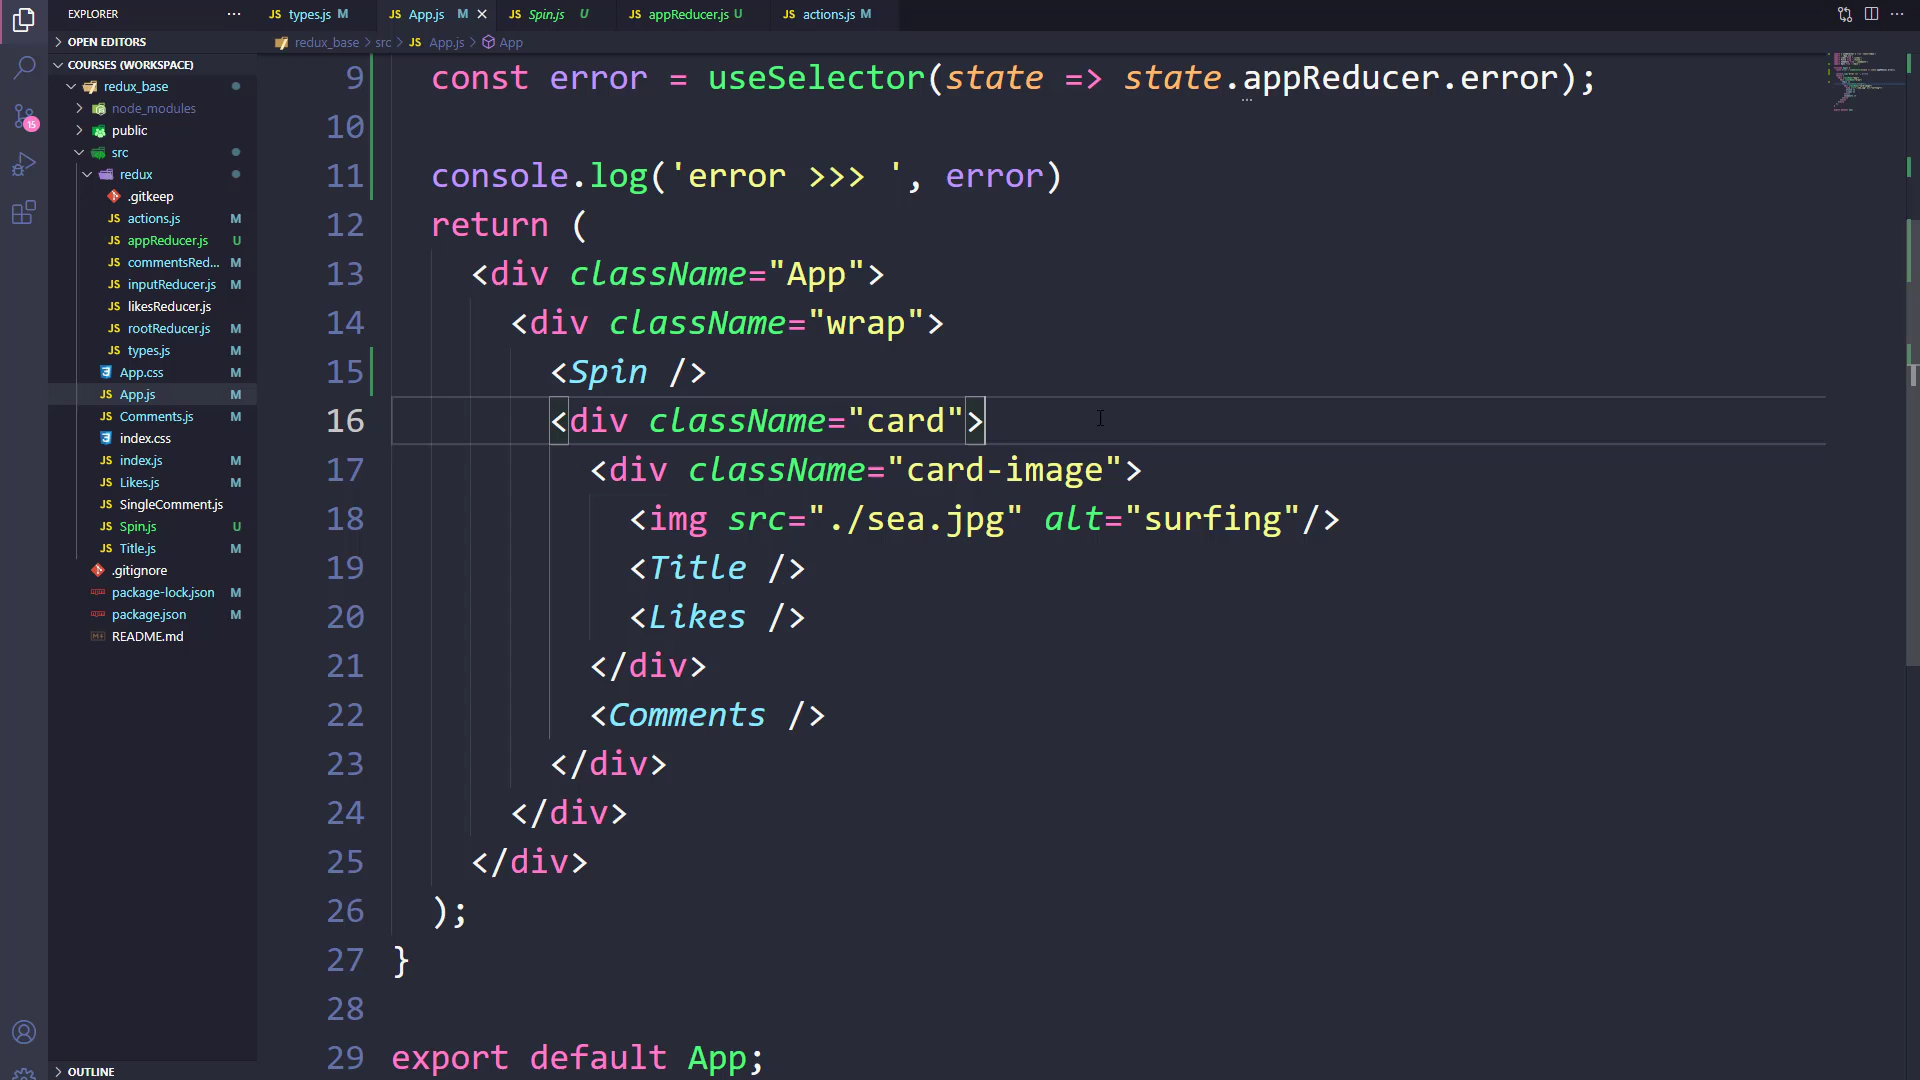 EXPLORER
OPEN EDITORS
COURSES (WORKSPACE)
redux_base
node_modules
public
src
redux
.gitkeep
actions.js M
appReducer.js U
commentsRed... M
inputReducer.js M
likesReducer.js
rootReducer.js M
types.js M
App.css M
App.js M
Comments.js M
index.css
index.js M
Likes.js M
SingleComment.js
Spin.js U
Title.js M
.gitignore
package-lock.json M
package.json M
README.md
OUTLINE
15
JS types.js M JS App.js M JS Spin.js U JS appReducer.js U JS actions.js M
redux_base > src > JS App.js > App
9 const error = useSelector(state => state.appReducer.error);
10
11 console.log('error >>> ', error)
12 return (
13 <div className="App">
14 <div className="wrap">
15 <Spin />
16 <div className="card">
17 <div className="card-image">
18 <img src="./sea.jpg" alt="surfing"/>
19 <Title />
20 <Likes />
21 </div>
22 <Comments />
23 </div>
24 </div>
25 </div>
26 );
27 }
28
29 export default App;